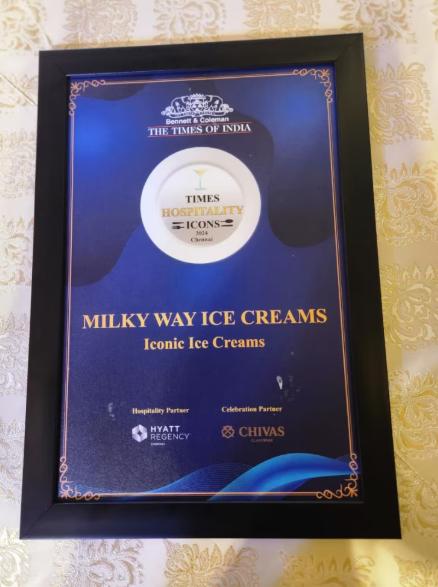 Bennett & Coleman
THE TIMES OF INDIA
TIMES
HOSPITALITY
ICONS
2024
Chennai
MILKY WAY ICE CREAMS
Iconic Ice Creams
Hospitality Partner
Celebration Partner
HYATT
REGENCY
CHIVAS